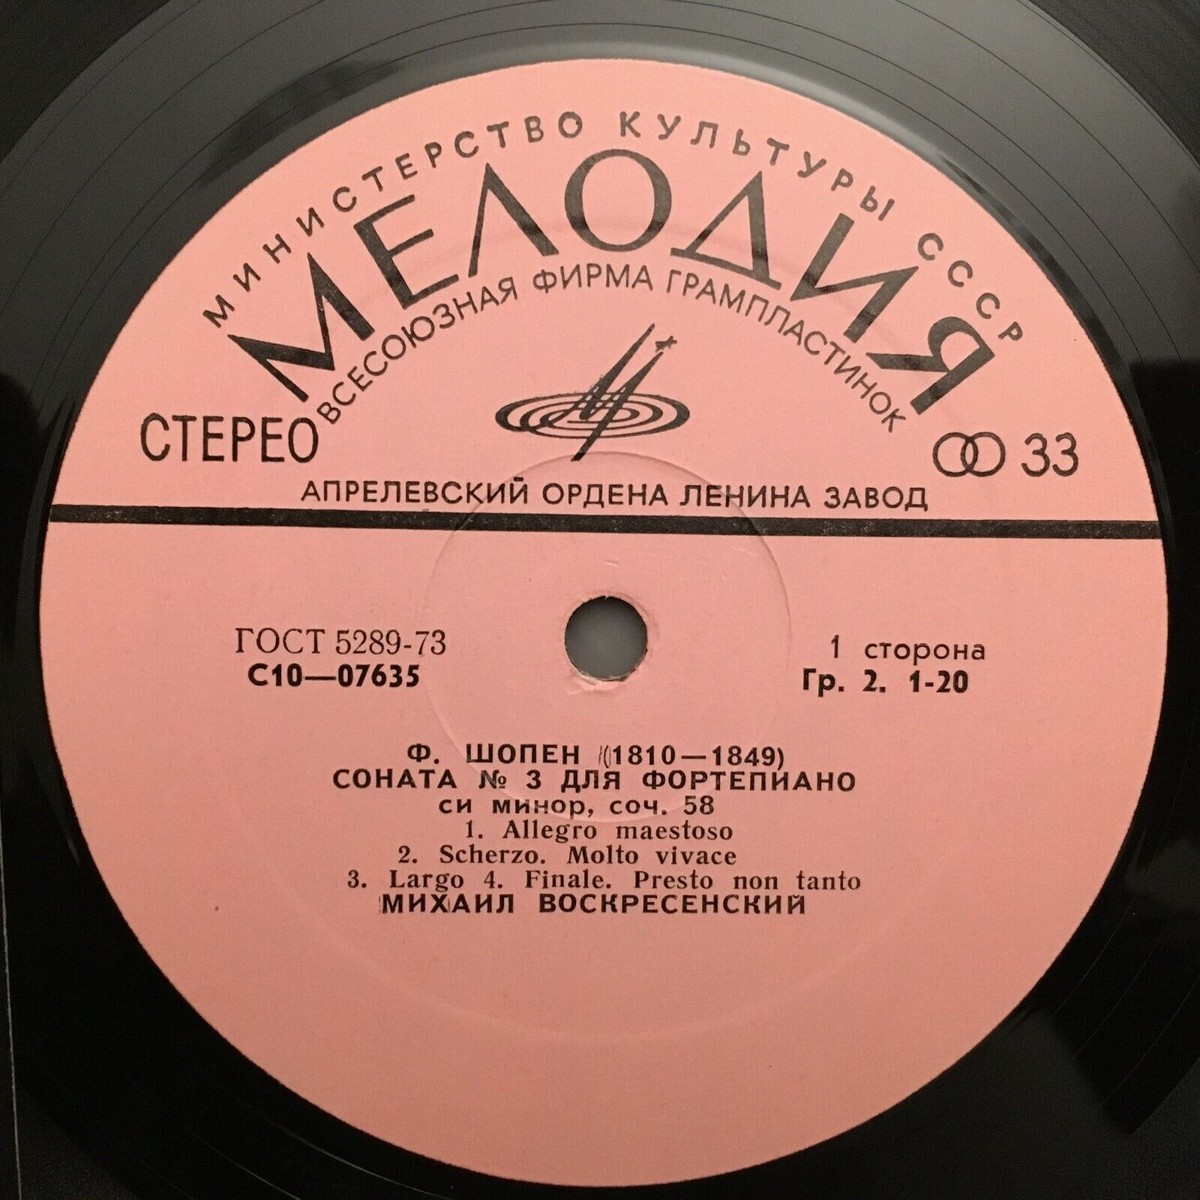 МИНИСТЕРСТВО КУЛЬТУРЫ СССР
МЕЛОДИЯ
ВСЕСОЮЗНАЯ ФИРМА ГРАМПЛАСТИНОК
СТЕРЕО
33
АПРЕЛЕВСКИЙ ОРДЕНА ЛЕНИНА ЗАВОД
ГОСТ 5289-73
С10—07635
1 сторона
Гр. 2. 1-20
Ф. ШОПЕН (1810—1849)
СОНАТА № 3 ДЛЯ ФОРТЕПИАНО
си минор, соч. 58
1. Allegro maestoso
2. Scherzo. Molto vivace
3. Largo 4. Finale. Presto non tanto
МИХАИЛ ВОСКРЕСЕНСКИЙ